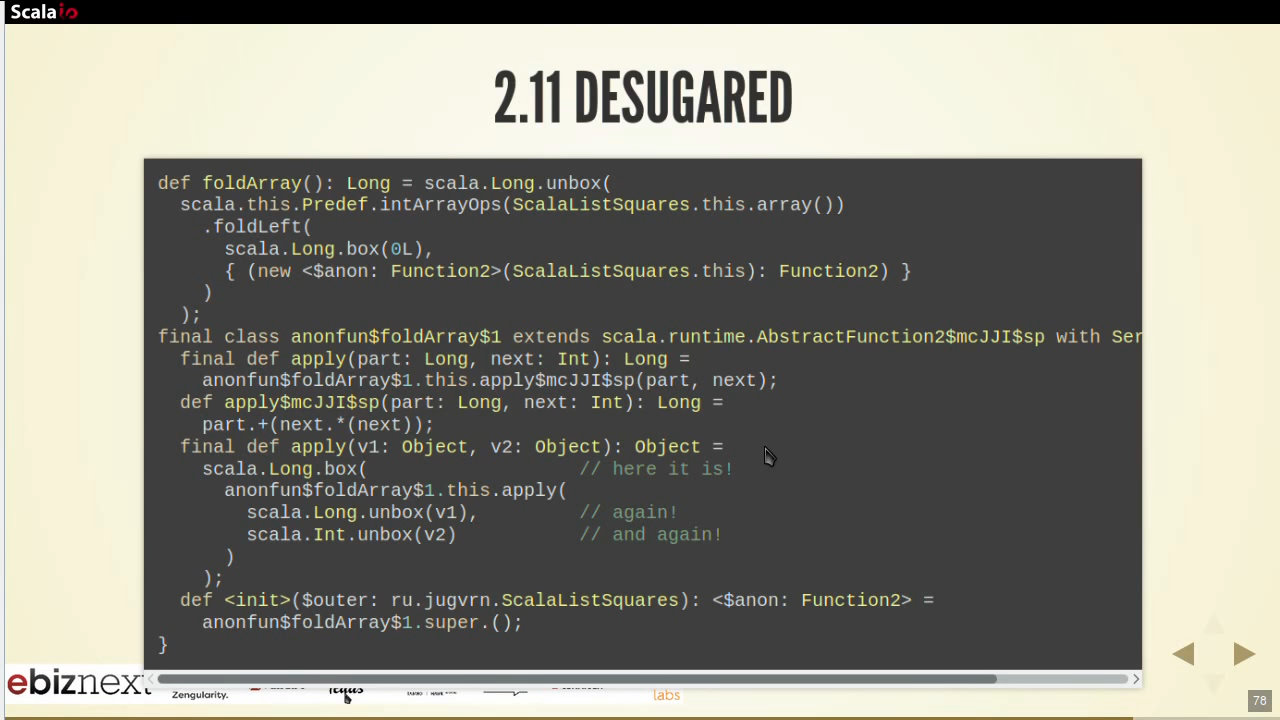 Scalaio
2.11 DESUGARED
def foldArray(): Long = scala.Long.unbox(
  scala.this.Predef.intArrayOps(ScalaListSquares.this.array())
    .foldLeft(
      scala.Long.box(0L),
      { (new <$anon: Function2>(ScalaListSquares.this): Function2) }
    )
  );
final class anonfun$foldArray$1 extends scala.runtime.AbstractFunction2$mcJJI$sp with Ser
  final def apply(part: Long, next: Int): Long =
    anonfun$foldArray$1.this.apply$mcJJI$sp(part, next);
  def apply$mcJJI$sp(part: Long, next: Int): Long =
    part.+(next.*(next));
  final def apply(v1: Object, v2: Object): Object =
    scala.Long.box(                   // here it is!
      anonfun$foldArray$1.this.apply(
        scala.Long.unbox(v1),         // again!
        scala.Int.unbox(v2)           // and again!
      )
    );
  def <init>($outer: ru.jugvrn.ScalaListSquares): <$anon: Function2> =
    anonfun$foldArray$1.super.();
}
ebiznext
Zengularity.
labs
78